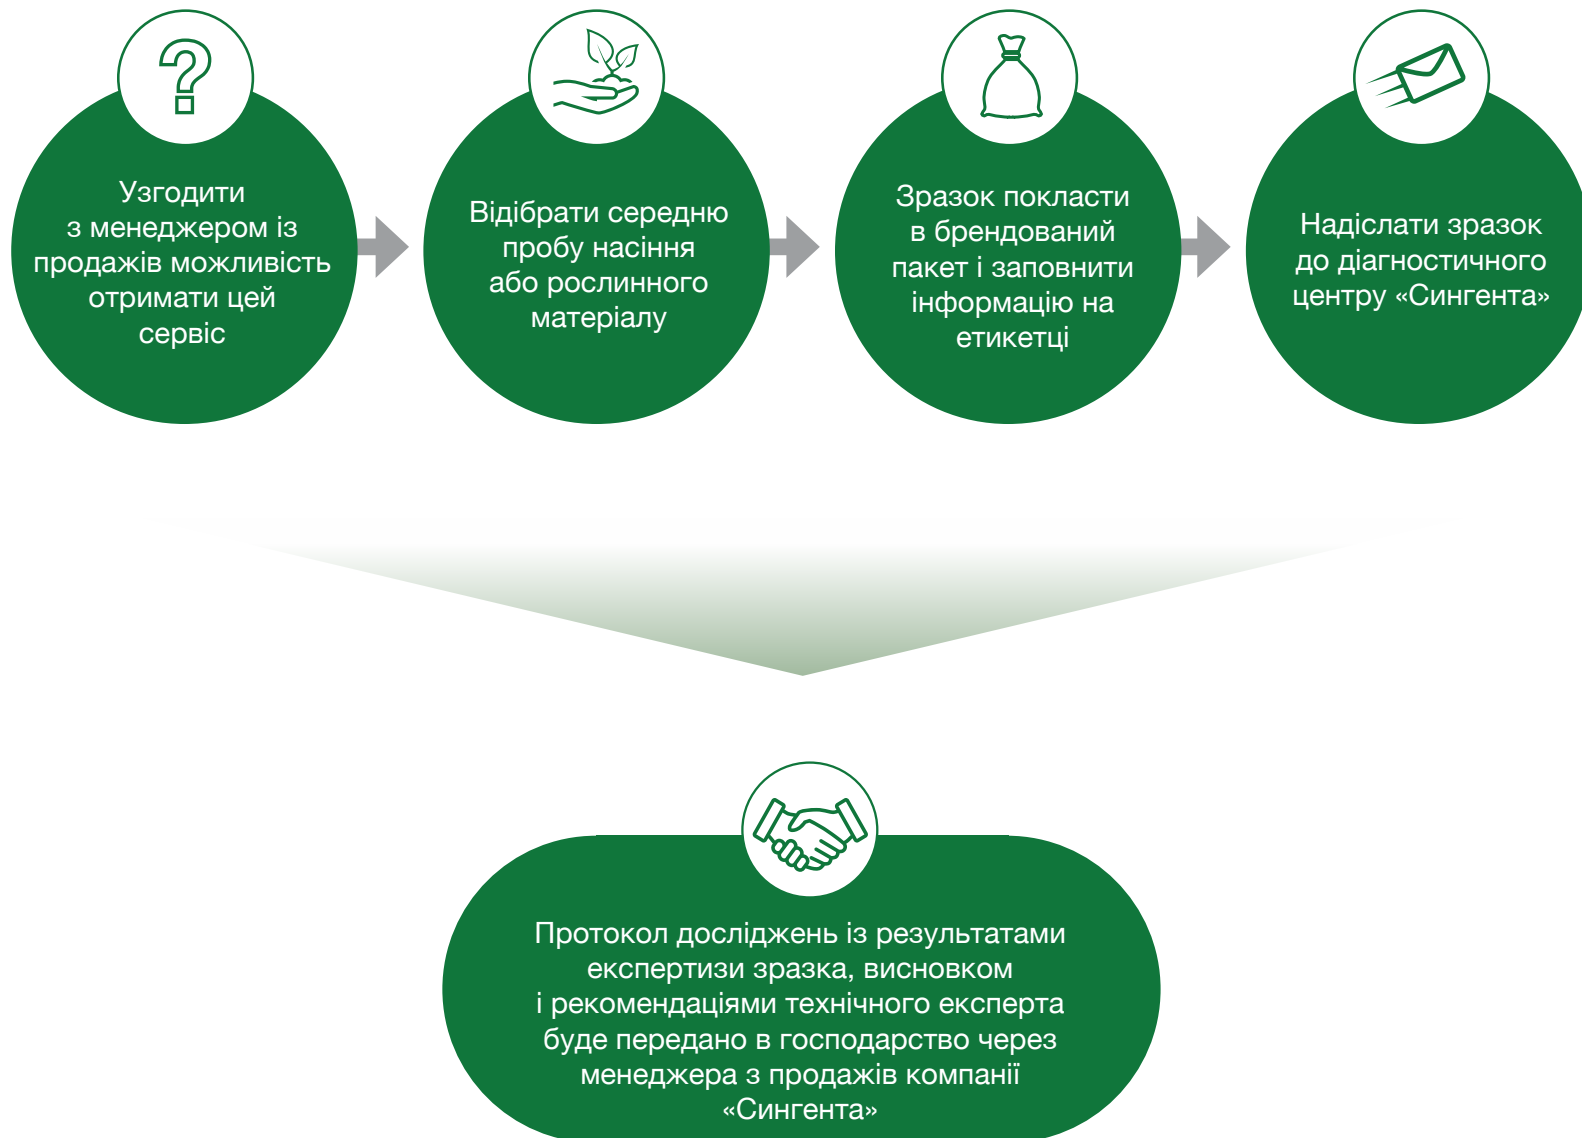 Узгодити
з менеджером із
продажів можливість
отримати цей
сервіс
Відібрати середню
пробу насіння
або рослинного
матеріалу
Зразок покласти
в брендований
пакет і заповнити
інформацію на
етикетці
Надіслати зразок
до діагностичного
центру «Сингента»
Протокол досліджень із результатами
експертизи зразка, висновком
і рекомендаціями технічного експерта
буде передано в господарство через
менеджера з продажів компанії
«Сингента»